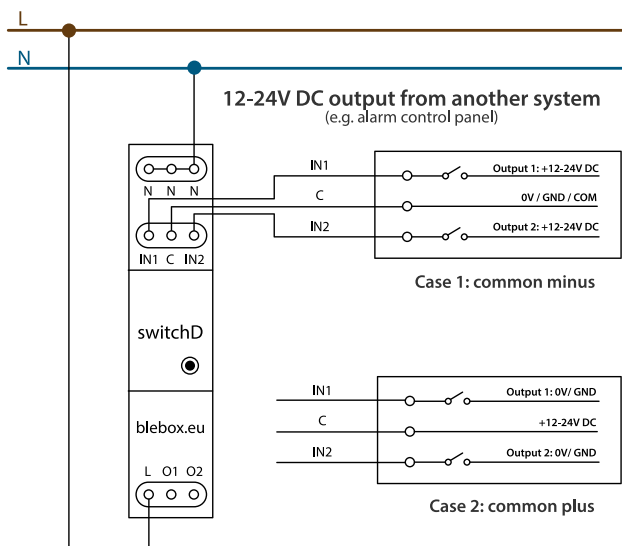 L
N
12-24V DC output from another system
(e.g. alarm control panel)
N N N
IN1 C IN2
switchD
blebox.eu
L O1 O2
IN1
C
IN2
Output 1: +12-24V DC
0V / GND / COM
Output 2: +12-24V DC
Case 1: common minus
IN1
C
IN2
Output 1: 0V/ GND
+12-24V DC
Output 2: 0V/ GND
Case 2: common plus